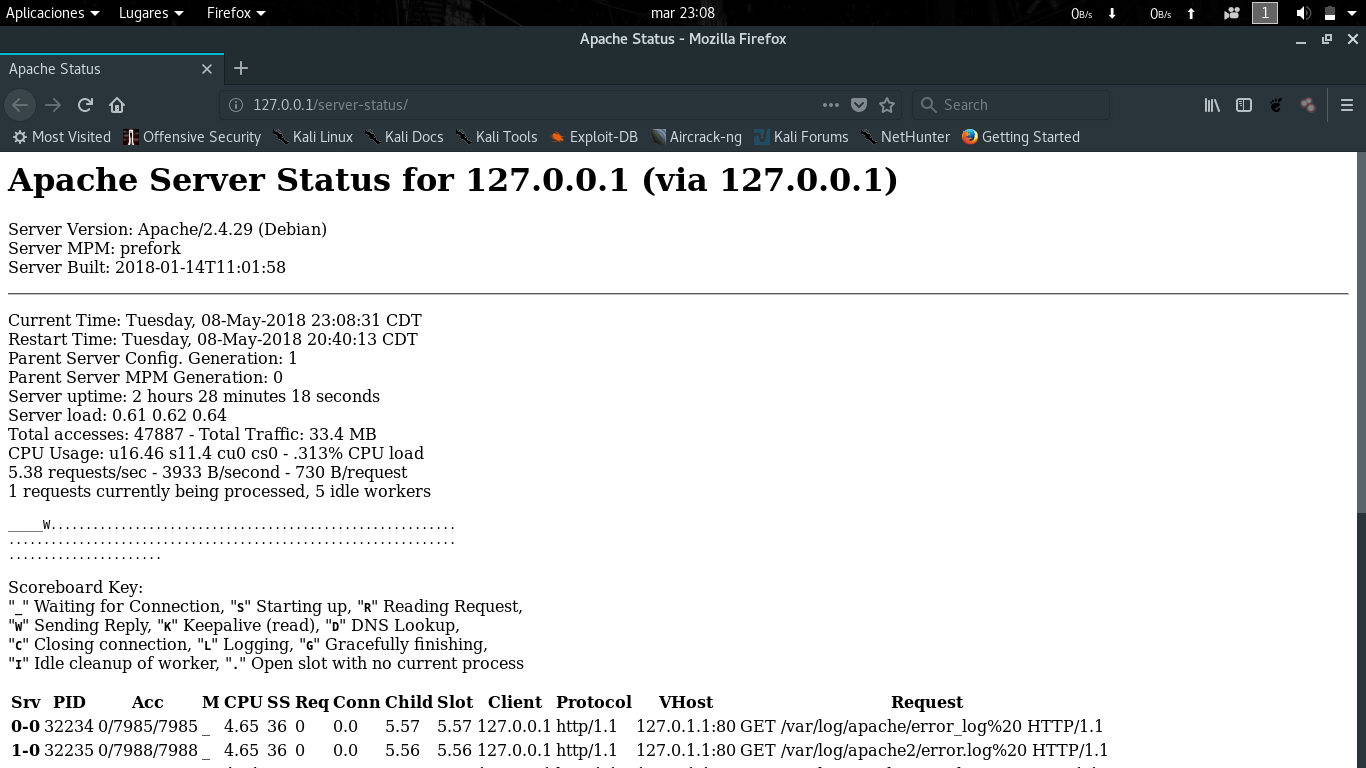 Aplicaciones Lugares Firefox mar 23:08 0B/s 0B/s 1
Apache Status - Mozilla Firefox
Apache Status
127.0.0.1/server-status/ Search
Most Visited Offensive Security Kali Linux Kali Docs Kali Tools Exploit-DB Aircrack-ng Kali Forums NetHunter Getting Started
Apache Server Status for 127.0.0.1 (via 127.0.0.1)
Server Version: Apache/2.4.29 (Debian)
Server MPM: prefork
Server Built: 2018-01-14T11:01:58
Current Time: Tuesday, 08-May-2018 23:08:31 CDT
Restart Time: Tuesday, 08-May-2018 20:40:13 CDT
Parent Server Config. Generation: 1
Parent Server MPM Generation: 0
Server uptime: 2 hours 28 minutes 18 seconds
Server load: 0.61 0.62 0.64
Total accesses: 47887 - Total Traffic: 33.4 MB
CPU Usage: u16.46 s11.4 cu0 cs0 - .313% CPU load
5.38 requests/sec - 3933 B/second - 730 B/request
1 requests currently being processed, 5 idle workers
_____W..........................................................
................................................................
......................
Scoreboard Key:
"_" Waiting for Connection, "S" Starting up, "R" Reading Request,
"W" Sending Reply, "K" Keepalive (read), "D" DNS Lookup,
"C" Closing connection, "L" Logging, "G" Gracefully finishing,
"I" Idle cleanup of worker, "." Open slot with no current process
Srv PID Acc M CPU SS Req Conn Child Slot Client Protocol VHost Request
0-0 32234 0/7985/7985 _ 4.65 36 0 0.0 5.57 5.57 127.0.0.1 http/1.1 127.0.1.1:80 GET /var/log/apache/error_log%20 HTTP/1.1
1-0 32235 0/7988/7988 _ 4.65 36 0 0.0 5.56 5.56 127.0.0.1 http/1.1 127.0.1.1:80 GET /var/log/apache2/error.log%20 HTTP/1.1